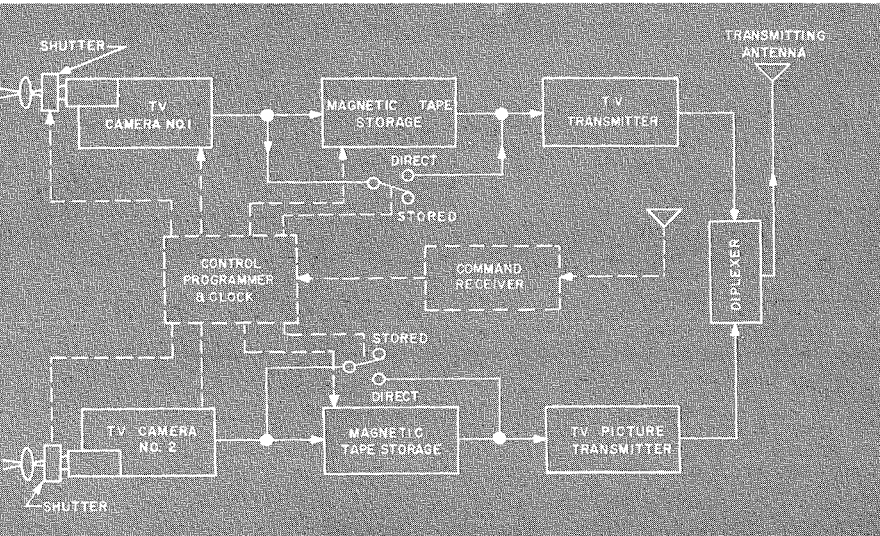 SHUTTER
TRANSMITTING
ANTENNA
TV
CAMERA NO.1
MAGNETIC TAPE
STORAGE
TV
TRANSMITTER
DIRECT
STORED
CONTROL
PROGRAMMER
& CLOCK
COMMAND
RECEIVER
DIPLEXER
STORED
DIRECT
TV CAMERA
NO. 2
MAGNETIC
TAPE STORAGE
TV PICTURE
TRANSMITTER
SHUTTER